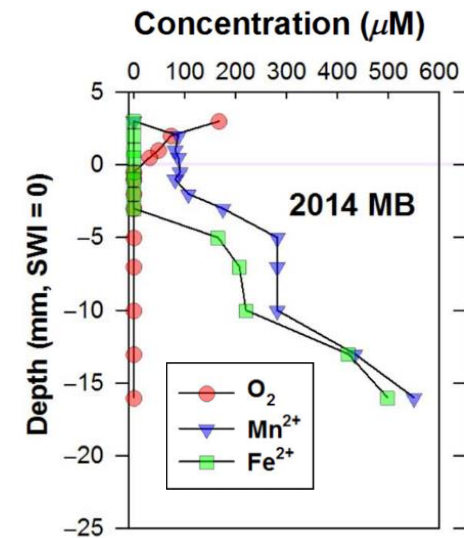 Concentration (μM)
0 100 200 300 400 500 600
5
0
−5
−10
−15
−20
−25
Depth (mm, SWI = 0)
2014 MB
O2
Mn2+
Fe2+